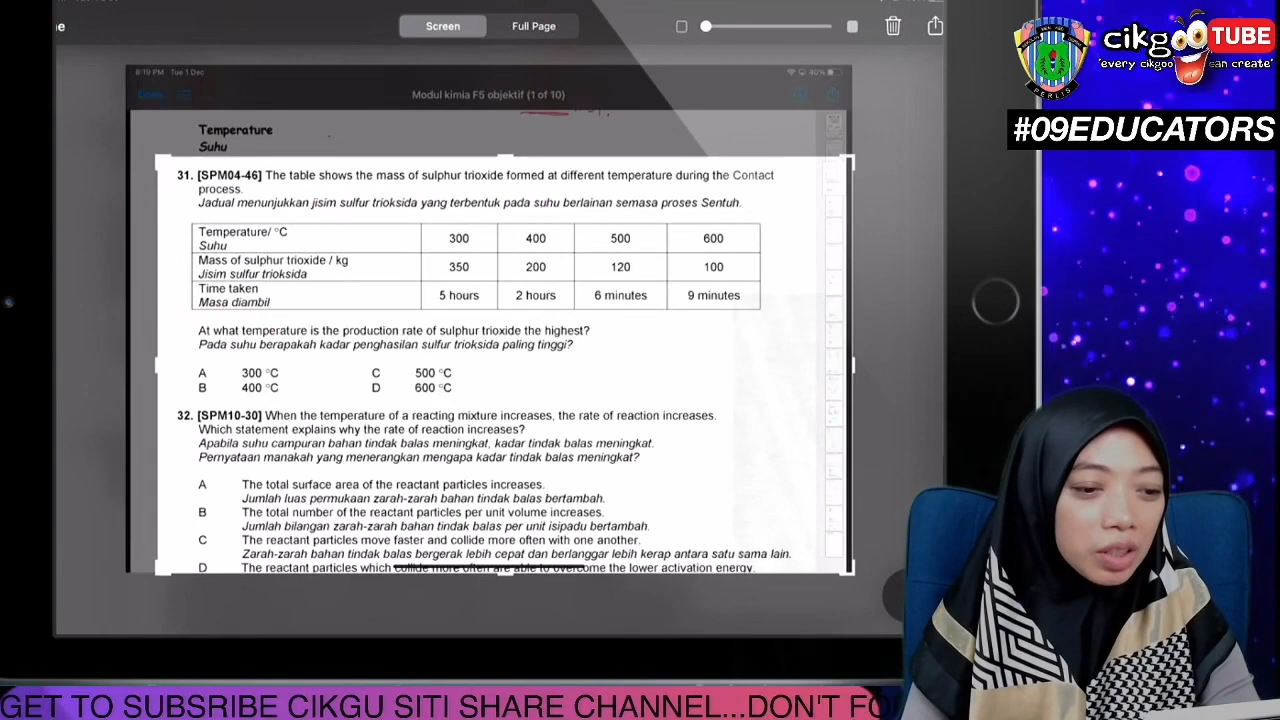 ne
Screen
Full Page
8:19 PM Tue 1 Dec
40%
Done
Modul kimia F5 objektif (1 of 10)
Temperature
Suhu
31. [SPM04-46] The table shows the mass of sulphur trioxide formed at different temperature during the Contact
process.
Jadual menunjukkan jisim sulfur trioksida yang terbentuk pada suhu berlainan semasa proses Sentuh.
Temperature/ °C 300 400 500 600
Suhu
Mass of sulphur trioxide / kg 350 200 120 100
Jisim sulfur trioksida
Time taken 5 hours 2 hours 6 minutes 9 minutes
Masa diambil
At what temperature is the production rate of sulphur trioxide the highest?
Pada suhu berapakah kadar penghasilan sulfur trioksida paling tinggi?
A 300 °C C 500 °C
B 400 °C D 600 °C
32. [SPM10-30] When the temperature of a reacting mixture increases, the rate of reaction increases.
Which statement explains why the rate of reaction increases?
Apabila suhu campuran bahan tindak balas meningkat, kadar tindak balas meningkat.
Pernyataan manakah yang menerangkan mengapa kadar tindak balas meningkat?
A The total surface area of the reactant particles increases.
Jumlah luas permukaan zarah-zarah bahan tindak balas bertambah.
B The total number of the reactant particles per unit volume increases.
Jumlah bilangan zarah-zarah bahan tindak balas per unit isipadu bertambah.
C The reactant particles move faster and collide more often with one another.
Zarah-zarah bahan tindak balas bergerak lebih cepat dan berlanggar lebih kerap antara satu sama lain.
D The reactant particles which collide more often are able to overcome the lower activation energy.
PERLIS
cikgoo TUBE
'every cikgoo can create'
#09EDUCATORS
GET TO SUBSRIBE CIKGU SITI SHARE CHANNEL...DON'T FO